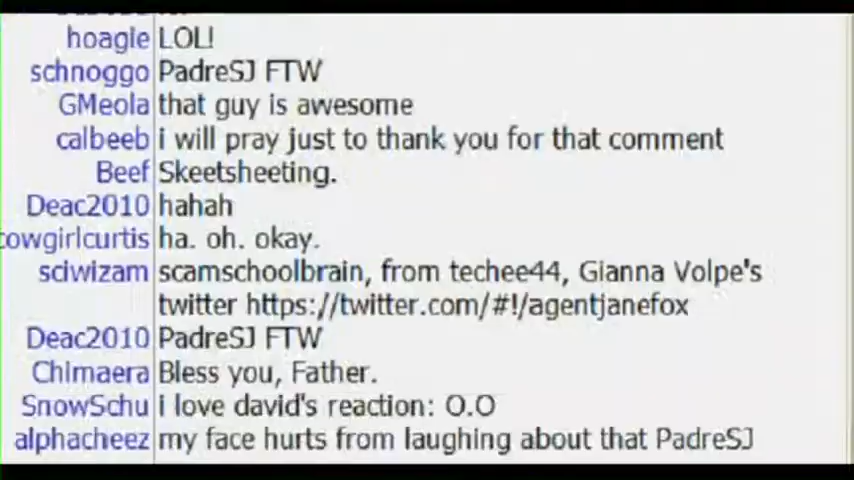 hoagie LOL!
schnoggo PadreSJ FTW
GMeola that guy is awesome
calbeeb i will pray just to thank you for that comment
Beef Skeetsheeting.
Deac2010 hahah
cowgirlcurtis ha. oh. okay.
sciwizam scamschoolbrain, from techee44, Gianna Volpe's
twitter https://twitter.com/#!/agentjanefox
Deac2010 PadreSJ FTW
Chimaera Bless you, Father.
SnowSchu i love david's reaction: O.O
alphacheez my face hurts from laughing about that PadreSJ